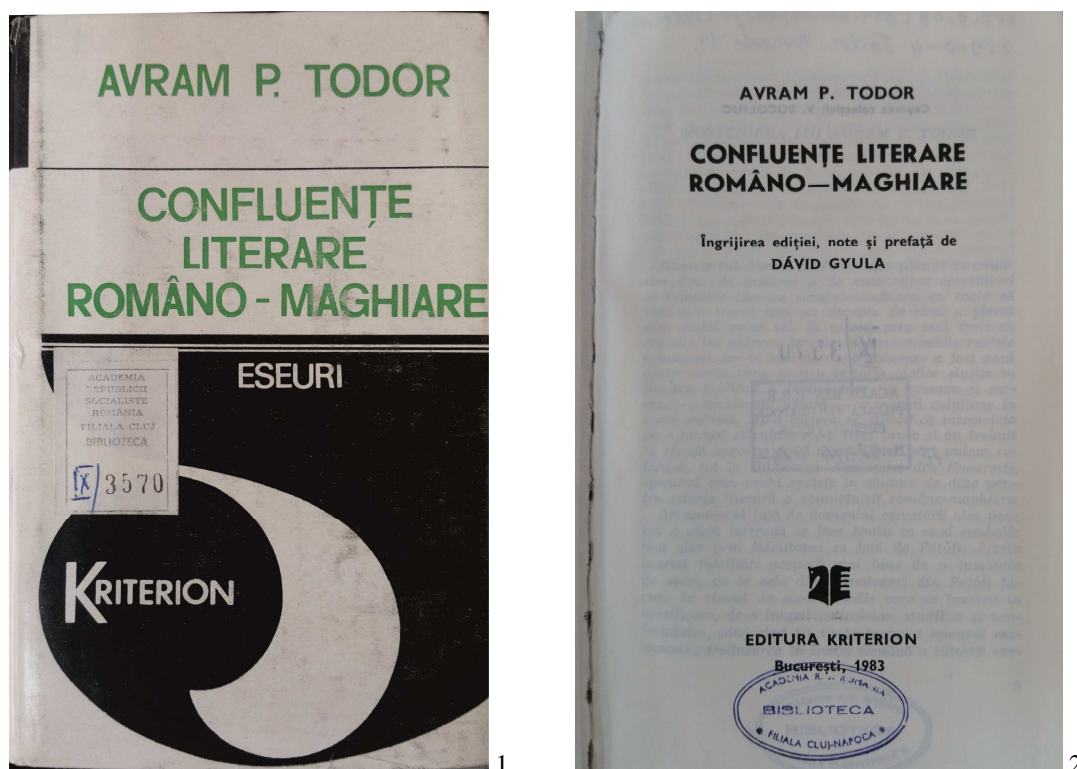 AVRAM P. TODOR
CONFLUENȚE
LITERARE
ROMÂNO - MAGHIARE
ESEURI
ACADEMIA
REPUBLICII
SOCIALISTE
ROMÂNIA
FILIALA CLUJ
BIBLIOTECA
IX/3570
KRITERION
1
AVRAM P. TODOR
CONFLUENȚE LITERARE
ROMÂNO—MAGHIARE
Îngrijirea ediției, note și prefață de
DÁVID GYULA
EDITURA KRITERION
București, 1983
ACADEMIA R. ROMANIA
BIBLIOTECA
* FILIALA CLUJ-NAPOCA *
2